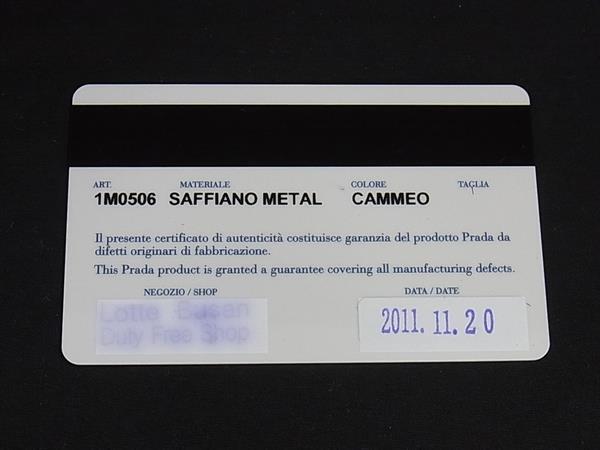 ART. MATERIALE COLORE TAGLIA
1M0506 SAFFIANO METAL CAMMEO
Il presente certificato di autenticità costituisce garanzia del prodotto Prada da
difetti originari di fabbricazione.
This Prada product is granted a guarantee covering all manufacturing defects.
NEGOZIO / SHOP DATA / DATE
Lotte Busan 2011. 11. 20
Duty Free Shop